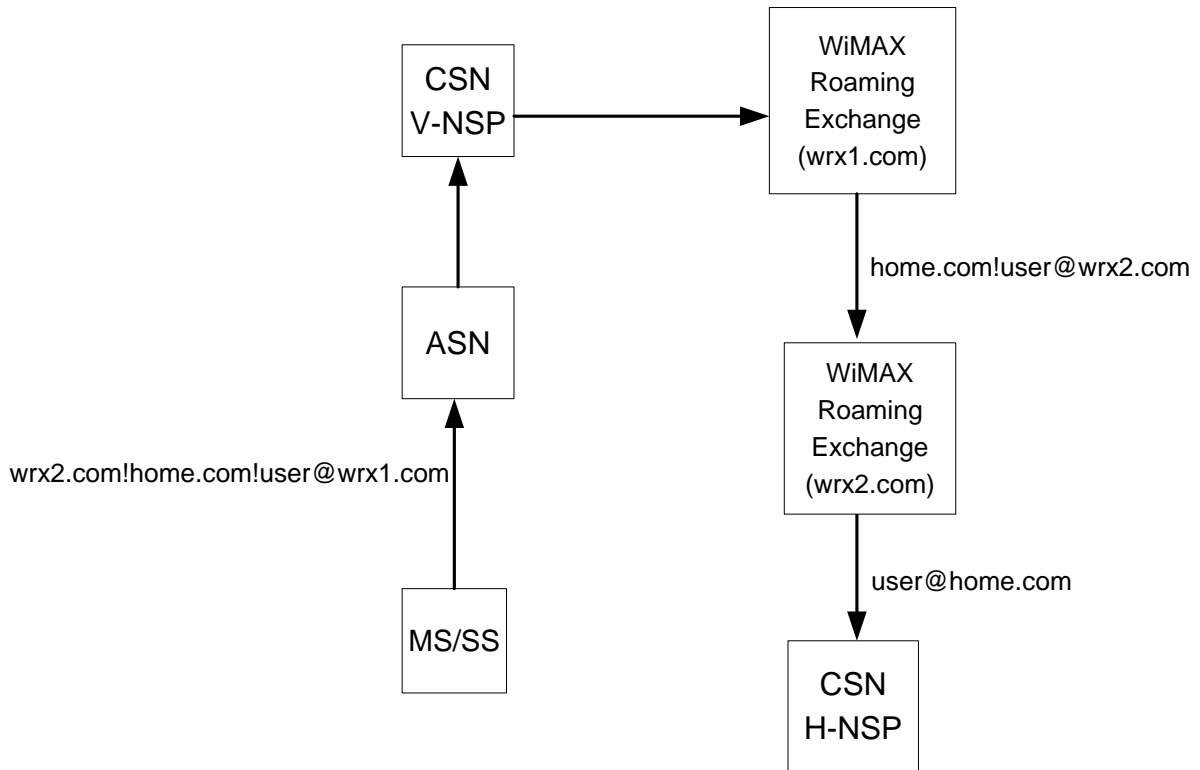 CSN
V-NSP
WiMAX
Roaming
Exchange
(wrx1.com)
home.com!user@wrx2.com
ASN
WiMAX
Roaming
Exchange
(wrx2.com)
wrx2.com!home.com!user@wrx1.com
user@home.com
MS/SS
CSN
H-NSP